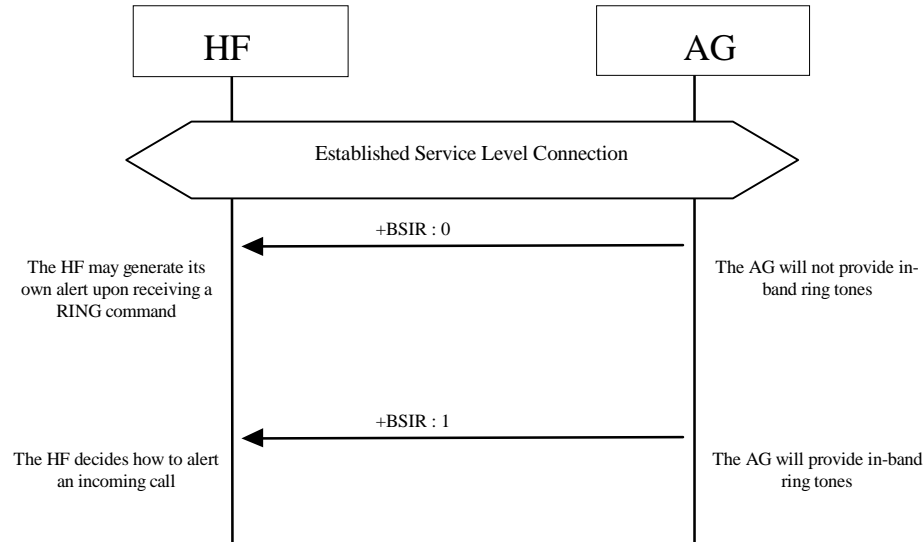 HF
AG
Established Service Level Connection
+BSIR : 0
The HF may generate its
own alert upon receiving a
RING command
The AG will not provide in-
band ring tones
+BSIR : 1
The HF decides how to alert
an incoming call
The AG will provide in-band
ring tones